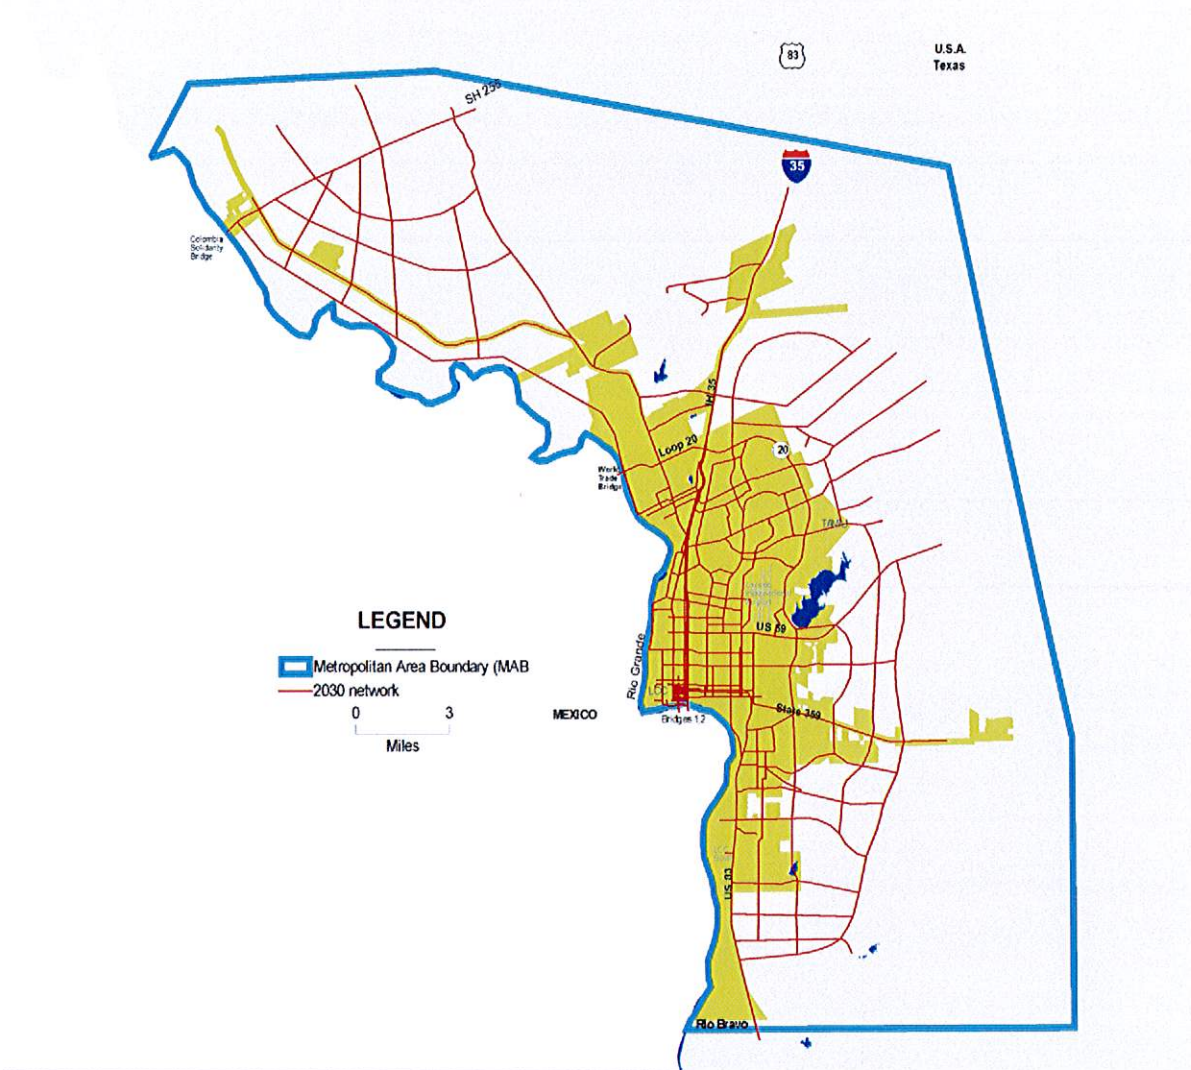 83
U.S.A.
Texas
SH 255
35
Colombia
Solidarity
Bridge
IH 35
Loop 20
20
World
Trade
Bridge
TAMIU
US 59
LEGEND
Metropolitan Area Boundary (MAB
2030 network
0 3
Miles
Rio Grande
MEXICO
Bridges 1,2
State 359
US 83
Rio Bravo